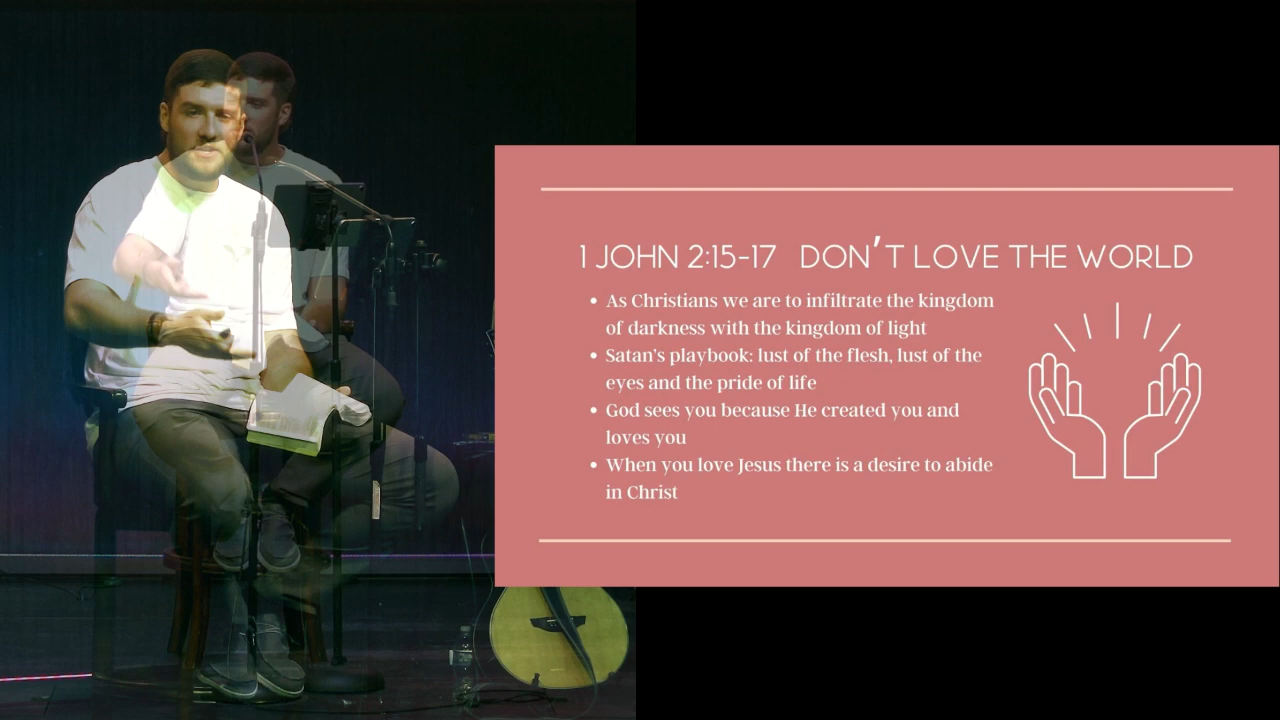 1 JOHN 2:15-17 DON'T LOVE THE WORLD
• As Christians we are to infiltrate the kingdom
of darkness with the kingdom of light
• Satan's playbook: lust of the flesh, lust of the
eyes and the pride of life
• God sees you because He created you and
loves you
• When you love Jesus there is a desire to abide
in Christ